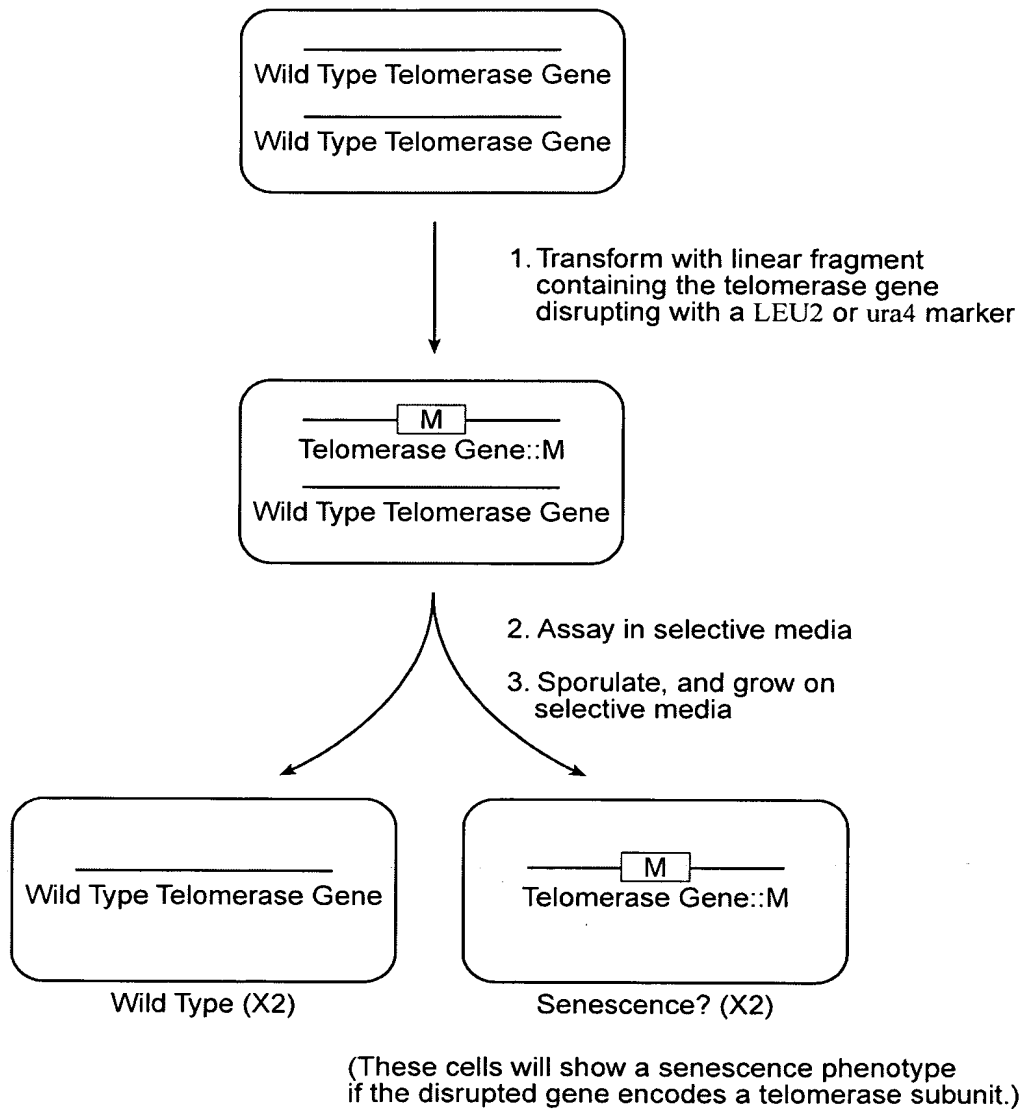 Wild Type Telomerase Gene
Wild Type Telomerase Gene
1. Transform with linear fragment
containing the telomerase gene
disrupting with a LEU2 or ura4 marker
M
Telomerase Gene::M
Wild Type Telomerase Gene
2. Assay in selective media
3. Sporulate, and grow on
selective media
Wild Type Telomerase Gene
Wild Type (X2)
M
Telomerase Gene::M
Senescence? (X2)
(These cells will show a senescence phenotype
if the disrupted gene encodes a telomerase subunit.)